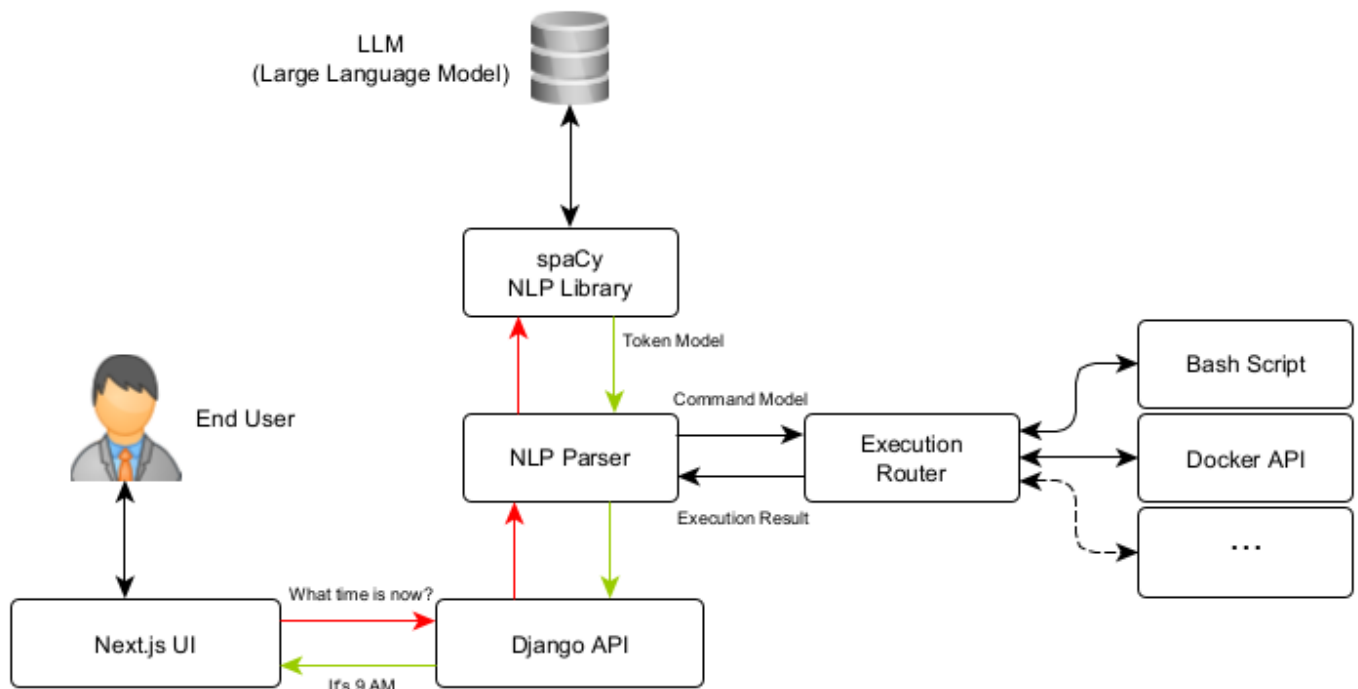 LLM
(Large Language Model)
spaCy
NLP Library
Token Model
End User
Command Model
NLP Parser
Execution
Router
Execution Result
Bash Script
Docker API
...
What time is now?
Next.js UI
Django API
It's 9 AM